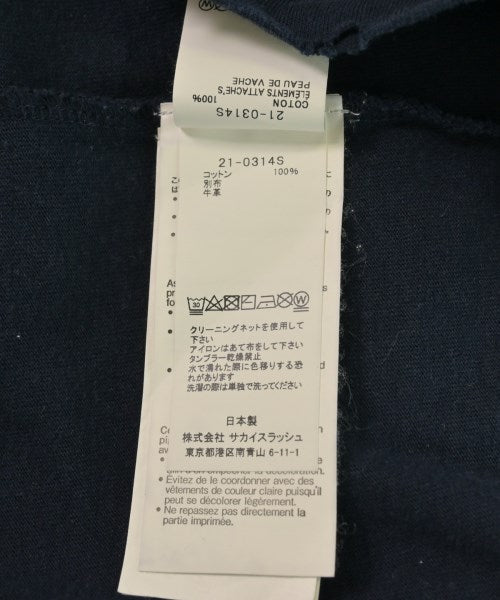 PEAU DE VACHE
ÉLÉMENTS ATTACHÉS
COTON 100%
21-0314S
21-0314S
コットン 100%
別布
牛革
30
W
クリーニングネットを使用して
下さい
アイロンはあて布をして下さい
タンブラー乾燥禁止
水で濡れた際に色移りする恐
れがあります
洗濯の際は単独で洗ってください
日本製
株式会社 サカイスラッシュ
東京都港区南青山 6-11-1
• Évitez de le coordonner avec des
vêtements de couleur claire puisqu'il
peut se décolorer légèrement.
• Ne repassez pas directement la
partie imprimée.